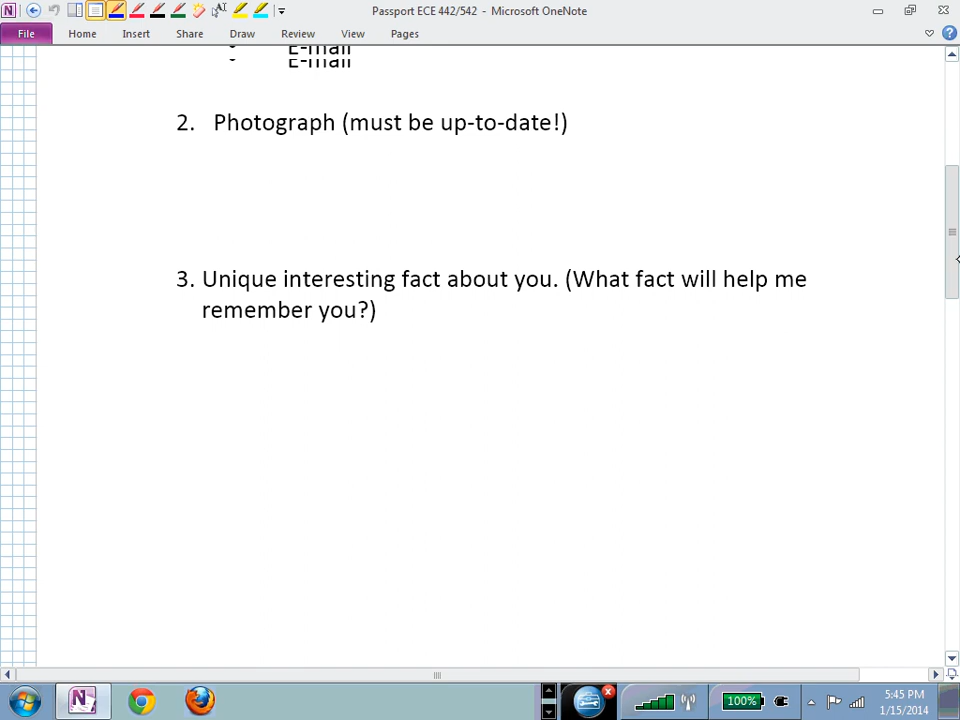 Passport ECE 442/542 - Microsoft OneNote
File Home Insert Share Draw Review View Pages
E-mail
E-mail
2. Photograph (must be up-to-date!)
3. Unique interesting fact about you. (What fact will help me
remember you?)
100%
5:45 PM
1/15/2014